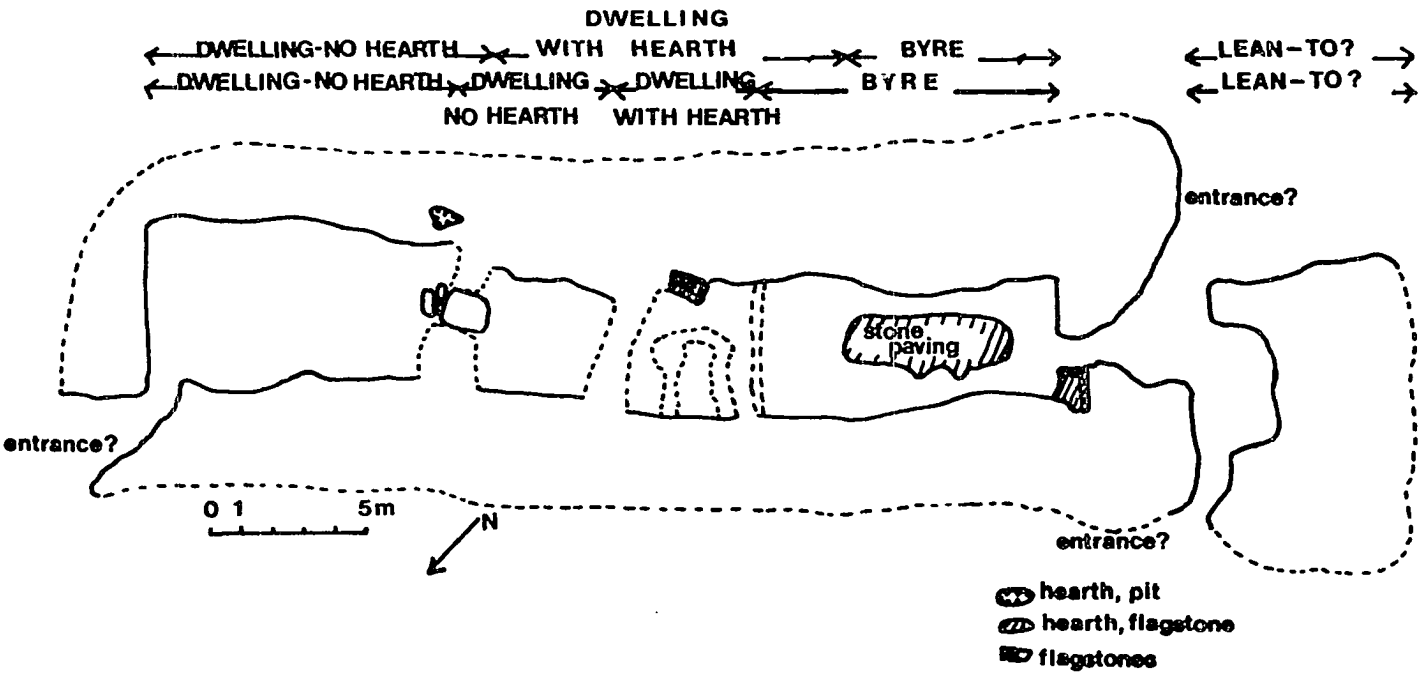 DWELLING
DWELLING-NO HEARTH WITH HEARTH BYRE LEAN-TO?
DWELLING-NO HEARTH DWELLING DWELLING BYRE LEAN-TO?
NO HEARTH WITH HEARTH
entrance?
stone
paving
entrance?
0 1 5m
N
entrance?
hearth, pit
hearth, flagstone
flagstones